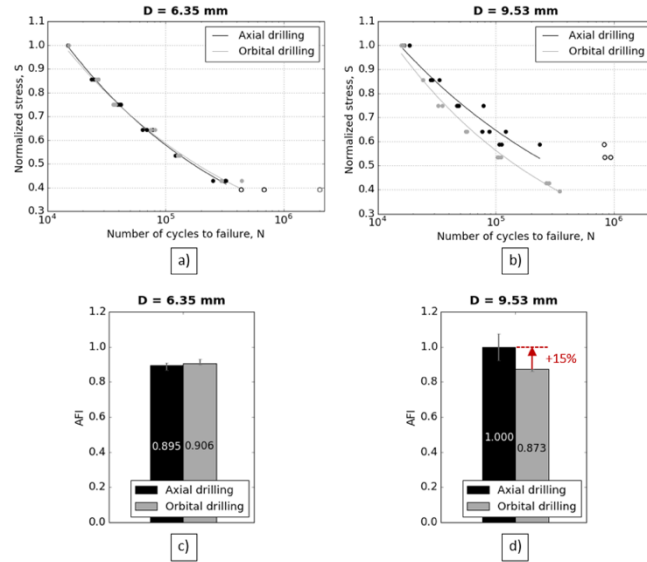 D = 6.35 mm
Axial drilling
Orbital drilling
Normalized stress, S
1.1
1.0
0.9
0.8
0.7
0.6
0.5
0.4
0.3
10^4
10^5
10^6
Number of cycles to failure, N
a)
D = 9.53 mm
Axial drilling
Orbital drilling
Normalized stress, S
1.1
1.0
0.9
0.8
0.7
0.6
0.5
0.4
0.3
10^4
10^5
10^6
Number of cycles to failure, N
b)
D = 6.35 mm
AFI
1.2
1.0
0.8
0.6
0.4
0.2
0.0
0.895
0.906
Axial drilling
Orbital drilling
c)
D = 9.53 mm
AFI
1.2
1.0
0.8
0.6
0.4
0.2
0.0
+15%
1.000
0.873
Axial drilling
Orbital drilling
d)